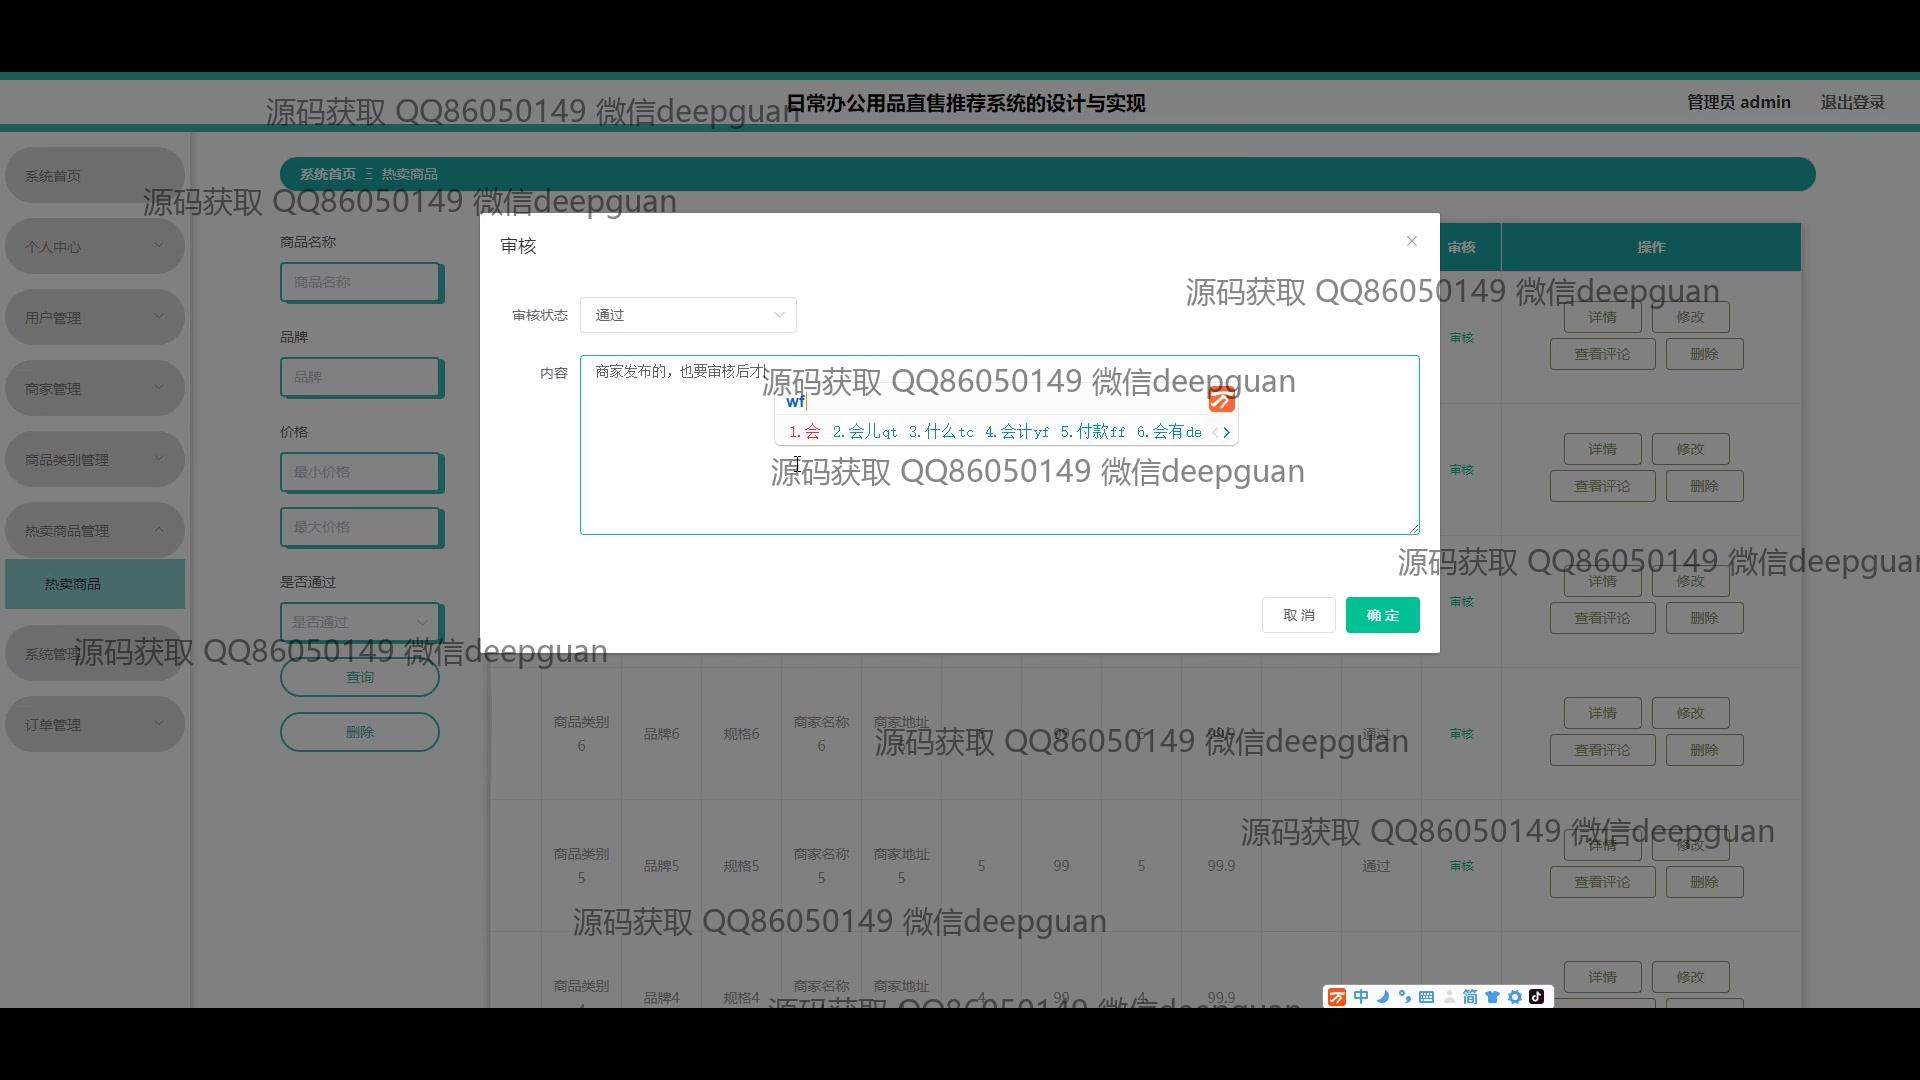 日常办公用品直售推荐系统的设计与实现
管理员 admin
退出登录
源码获取 QQ86050149 微信deepguan
系统首页
个人中心
用户管理
商家管理
商品类别管理
热卖商品管理
热卖商品
系统管理
订单管理
系统首页 Ξ 热卖商品
源码获取 QQ86050149 微信deepguan
商品名称
商品名称
品牌
品牌
价格
最小价格
最大价格
是否通过
是否通过
查询
删除
源码获取 QQ86050149 微信deepguan
审核
审核状态
通过
内容
商家发布的，也要审核后才
wf
1.会 2.会儿qt 3.什么tc 4.会计yf 5.付款ff 6.会有de
源码获取 QQ86050149 微信deepguan
源码获取 QQ86050149 微信deepguan
取消
确定
审核
操作
源码获取 QQ86050149 微信deepguan
审核
详情
修改
查看评论
删除
审核
详情
修改
查看评论
删除
源码获取 QQ86050149 微信deepguan
审核
详情
修改
查看评论
删除
商品类别6
品牌6
规格6
商家名称6
商家地址
99
6
99.9
通过
审核
详情
修改
查看评论
删除
源码获取 QQ86050149 微信deepguan
商品类别5
品牌5
规格5
商家名称5
商家地址5
5
99
5
99.9
通过
审核
详情
修改
查看评论
删除
源码获取 QQ86050149 微信deepguan
源码获取 QQ86050149 微信deepguan
商品类别
品牌4
规格4
商家名称
商家地址
4
99
4
99.9
详情
修改
源码获取 QQ86050149 微信deepguan
中
简